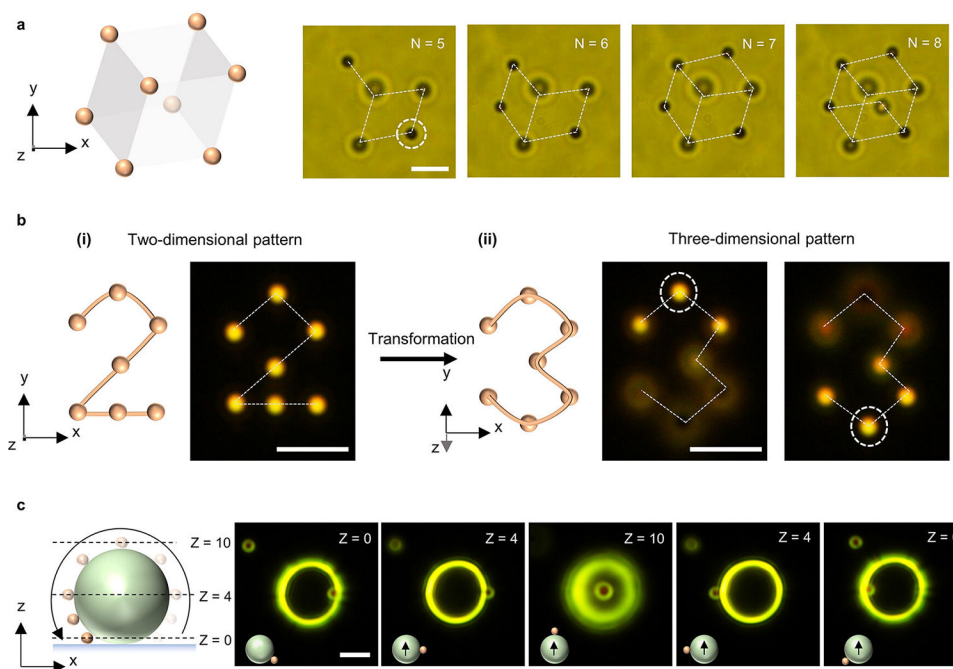 a
y
z
x
N = 5
N = 6
N = 7
N = 8
b
(i)
Two-dimensional pattern
(ii)
Three-dimensional pattern
y
z
x
Transformation
y
x
z
c
z
x
Z = 10
Z = 4
Z = 0
Z = 0
Z = 4
Z = 10
Z = 4
Z =